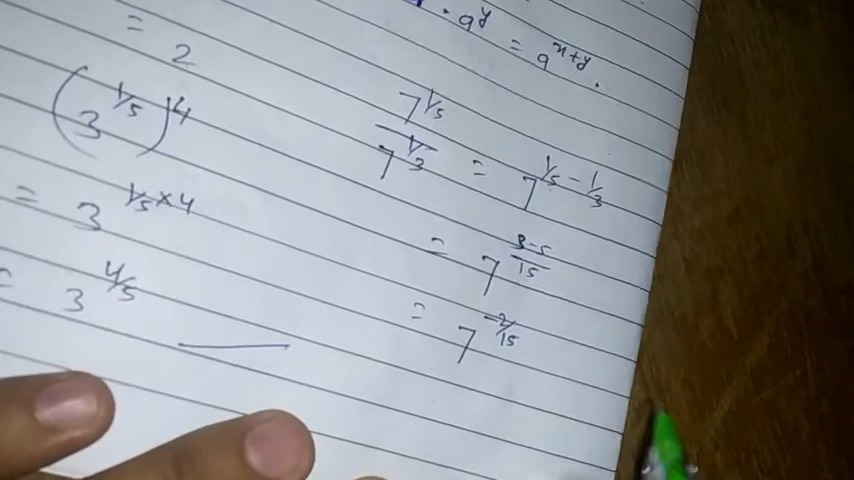 · a^y = a^{x+y}.
= 2
(3^{1/5})^4
= 3^{1/5 × 4}
= 3^{4/5}
7^{1/5} / 7^{1/3} = 7^{1/5 - 1/3}
= 7^{(3-5)/15}
= 7^{-2/15}